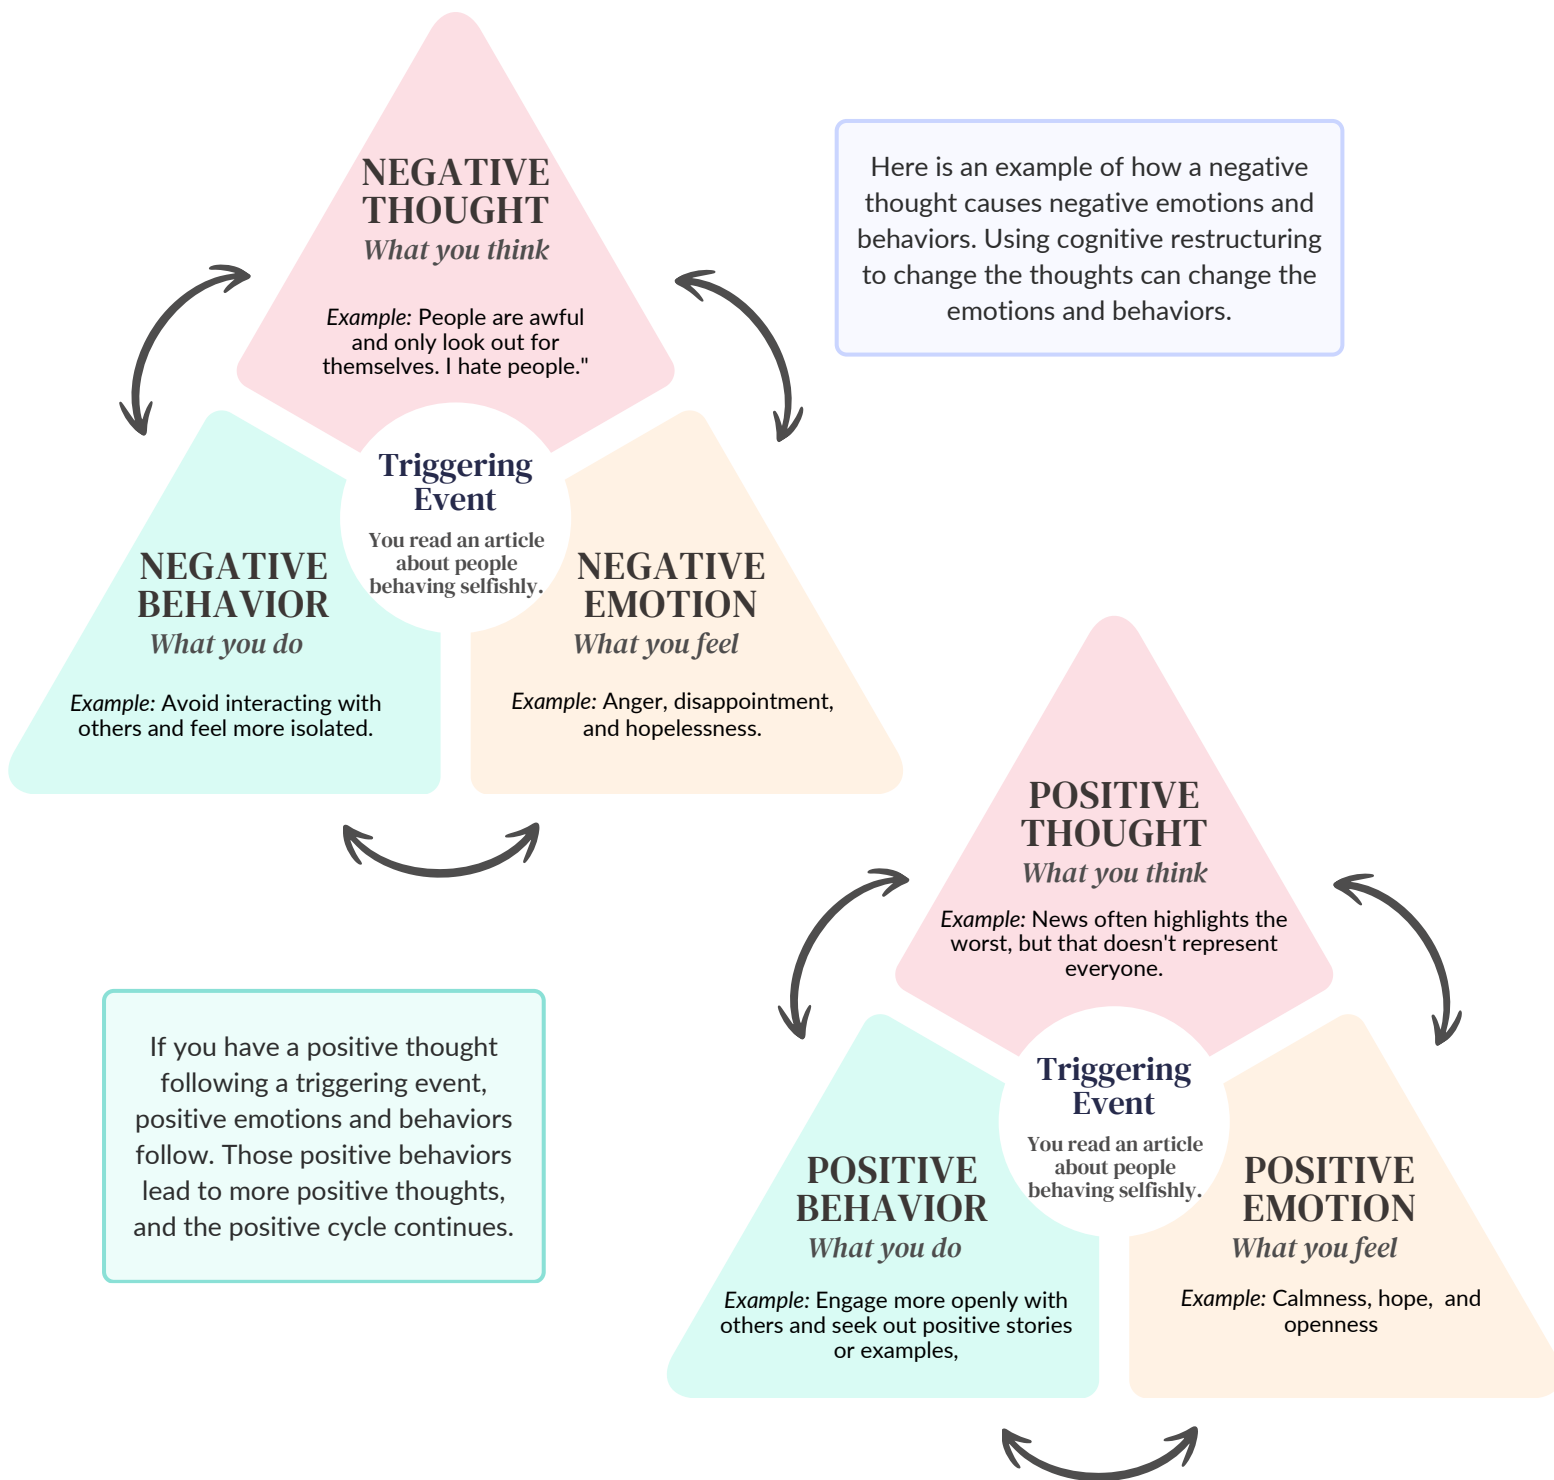 NEGATIVE
THOUGHT
What you think
Example: People are awful
and only look out for
themselves. I hate people."
Here is an example of how a negative
thought causes negative emotions and
behaviors. Using cognitive restructuring
to change the thoughts can change the
emotions and behaviors.
Triggering
Event
You read an article
about people
behaving selfishly.
NEGATIVE
BEHAVIOR
What you do
Example: Avoid interacting with
others and feel more isolated.
NEGATIVE
EMOTION
What you feel
Example: Anger, disappointment,
and hopelessness.
POSITIVE
THOUGHT
What you think
Example: News often highlights the
worst, but that doesn't represent
everyone.
If you have a positive thought
following a triggering event,
positive emotions and behaviors
follow. Those positive behaviors
lead to more positive thoughts,
and the positive cycle continues.
Triggering
Event
You read an article
about people
behaving selfishly.
POSITIVE
BEHAVIOR
What you do
Example: Engage more openly with
others and seek out positive stories
or examples,
POSITIVE
EMOTION
What you feel
Example: Calmness, hope,  and
openness